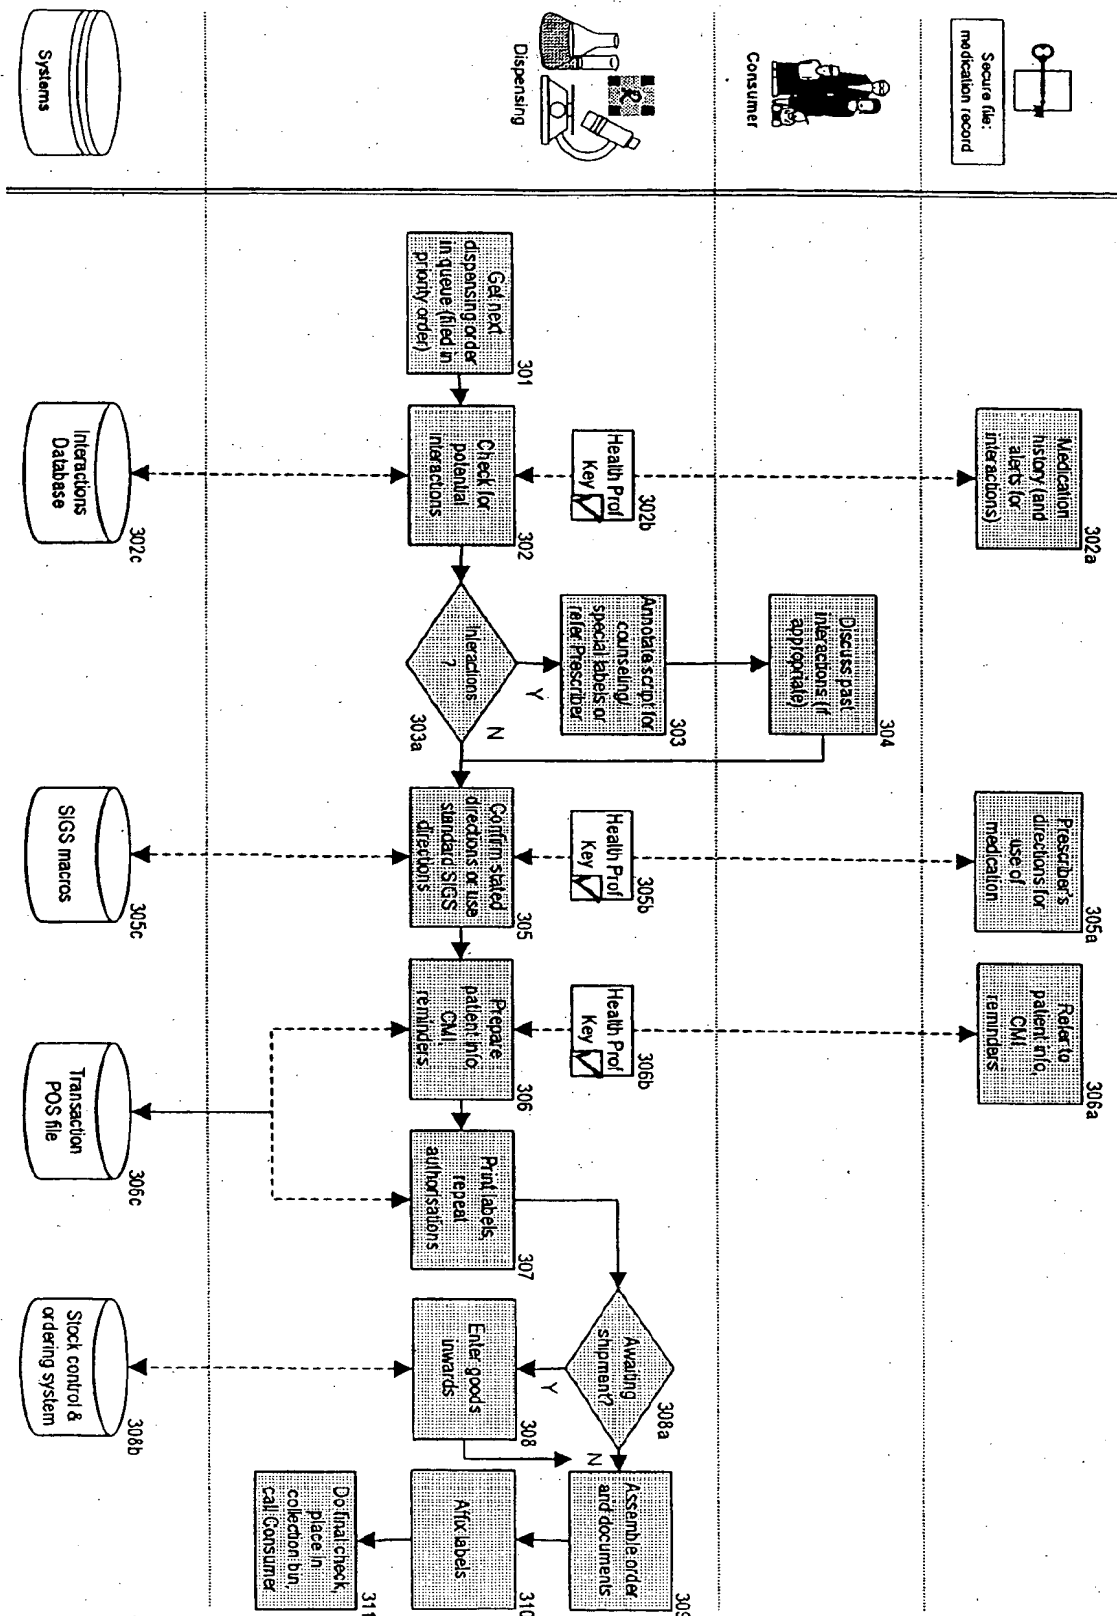 Secure file:
medication record
Consumer
Dispensing
Systems
Medication
history (and
alerts for
interactions)
302a
Prescriber's
directions for
use of
medication
305a
Refer to
patient info,
CMI,
reminders
306a
Discuss past
interactions (if
appropriate)
304
Health Prof
Key
302b
Annotate script for
counseling/
special labels or
refer Prescriber
303
Health Prof
Key
305b
Health Prof
Key
306b
Awaiting
shipment?
308a
Assemble order
and documents
309
Get next
dispensing order
in queue (filed in
priority order)
301
Check for
potential
interactions
302
Interactions
?
303a
Y
N
Confirm stated
directions or use
standard SIGS
directions
305
Prepare
patient info
CMI,
reminders
306
Print labels,
repeat
authorisations
307
Y
N
Enter goods
inwards
308
Affix labels
310
Do final check,
place in
collection bin,
call Consumer
311
Interactions
Database
302c
SIGS macros
305c
Transaction
POS file
306c
Stock control &
ordering system
308b